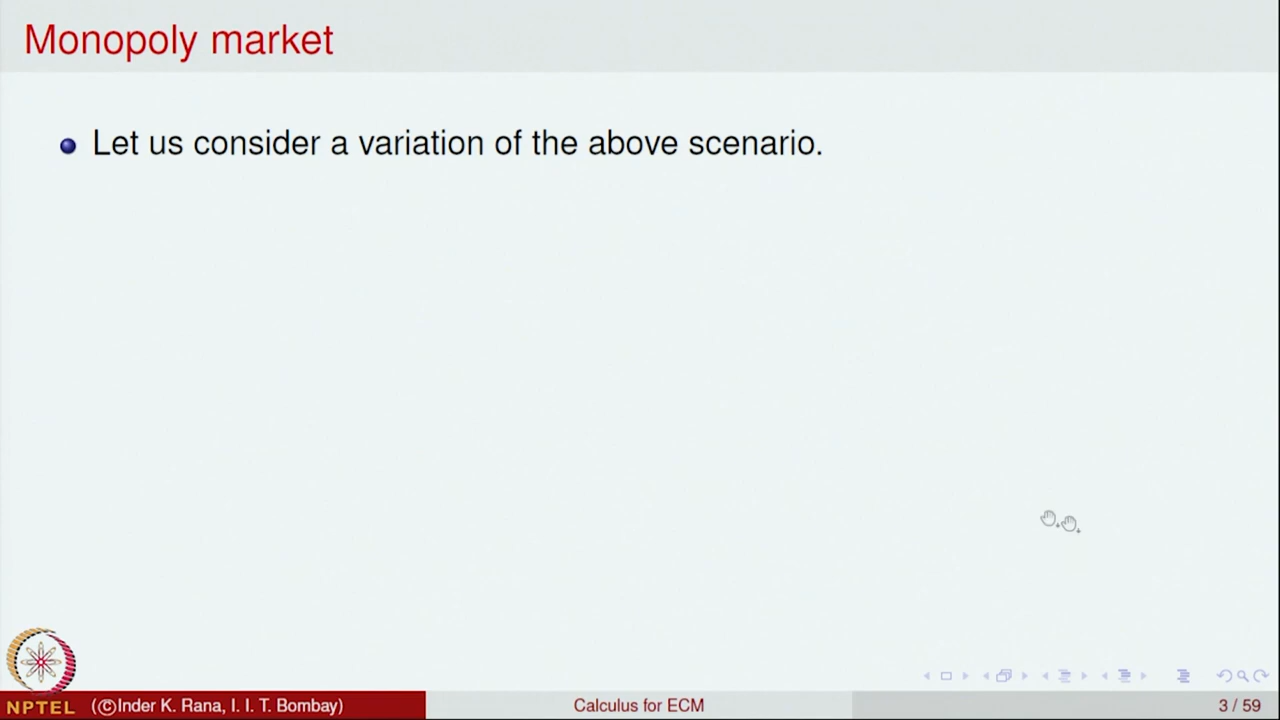 Monopoly market
Let us consider a variation of the above scenario.
NPTEL
(©Inder K. Rana, I. I. T. Bombay)
Calculus for ECM
3 / 59